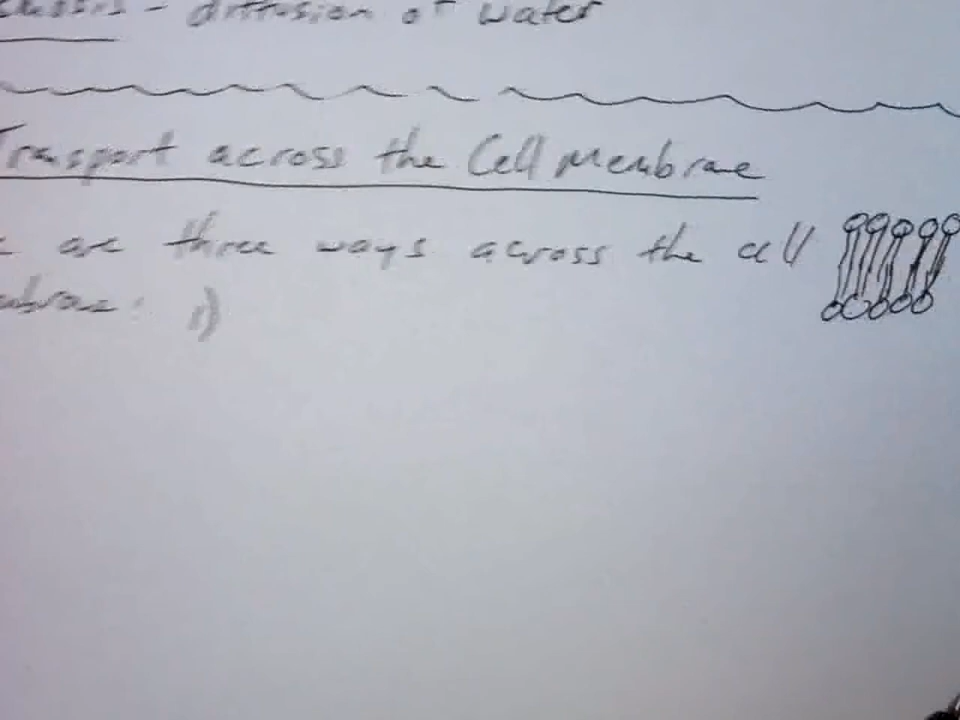 - diffusion of water
Transport across the Cell Membrane
are three ways across the cell
1)